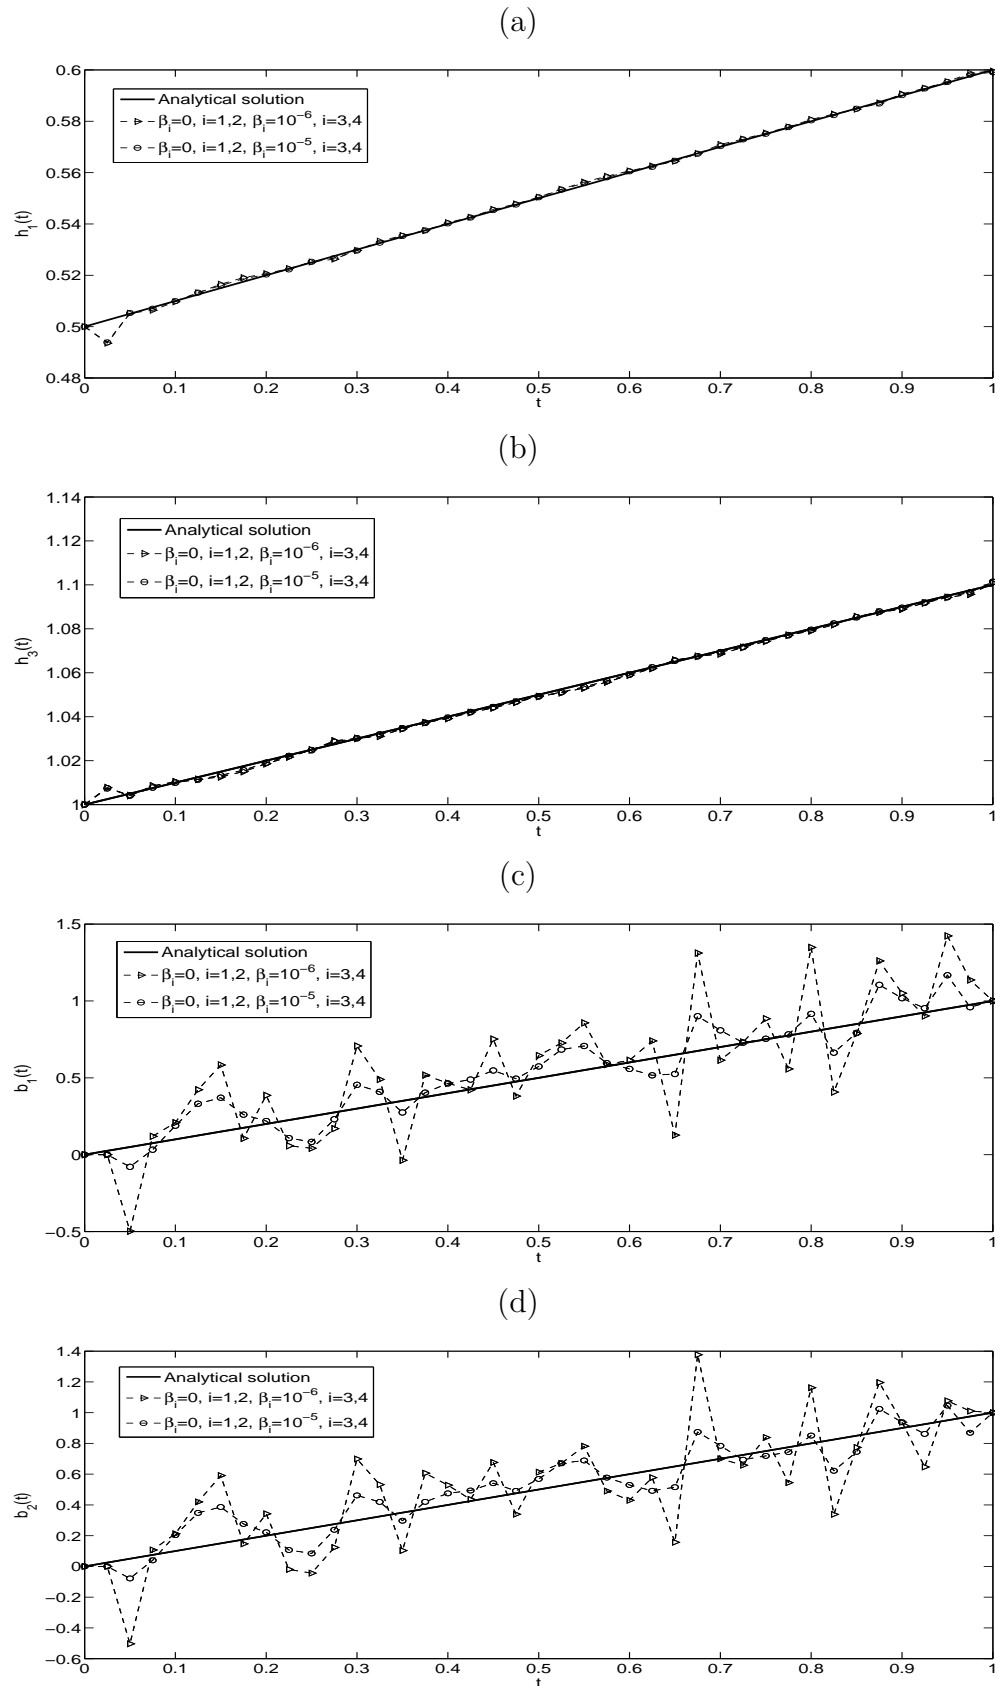 (a)
0.6
0.58
0.56
0.54
0.52
0.5
0.48
h₁(t)
Analytical solution
βᵢ=0, i=1,2, βᵢ=10⁻⁶, i=3,4
βᵢ=0, i=1,2, βᵢ=10⁻⁵, i=3,4
0 0.1 0.2 0.3 0.4 0.5 0.6 0.7 0.8 0.9 1
t
(b)
1.14
1.12
1.10
1.08
1.06
1.04
1.02
1
h₃(t)
Analytical solution
βᵢ=0, i=1,2, βᵢ=10⁻⁶, i=3,4
βᵢ=0, i=1,2, βᵢ=10⁻⁵, i=3,4
0 0.1 0.2 0.3 0.4 0.5 0.6 0.7 0.8 0.9 1
t
(c)
1.5
1
0.5
0
−0.5
b₁(t)
Analytical solution
βᵢ=0, i=1,2, βᵢ=10⁻⁶, i=3,4
βᵢ=0, i=1,2, βᵢ=10⁻⁵, i=3,4
0 0.1 0.2 0.3 0.4 0.5 0.6 0.7 0.8 0.9 1
t
(d)
1.4
1.2
1
0.8
0.6
0.4
0.2
0
−0.2
−0.4
−0.6
b₂(t)
Analytical solution
βᵢ=0, i=1,2, βᵢ=10⁻⁶, i=3,4
βᵢ=0, i=1,2, βᵢ=10⁻⁵, i=3,4
0 0.1 0.2 0.3 0.4 0.5 0.6 0.7 0.8 0.9 1
t